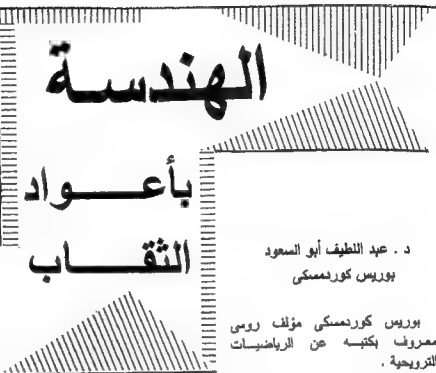 الهندسة
بأعواد
الثقاب
د . عبد اللطيف أبو السعود
بوريس كوردمسكى
بوريس كوردمسكى مؤلف روسى
معروف بكتبه عن الرياضيات
الترويحية .